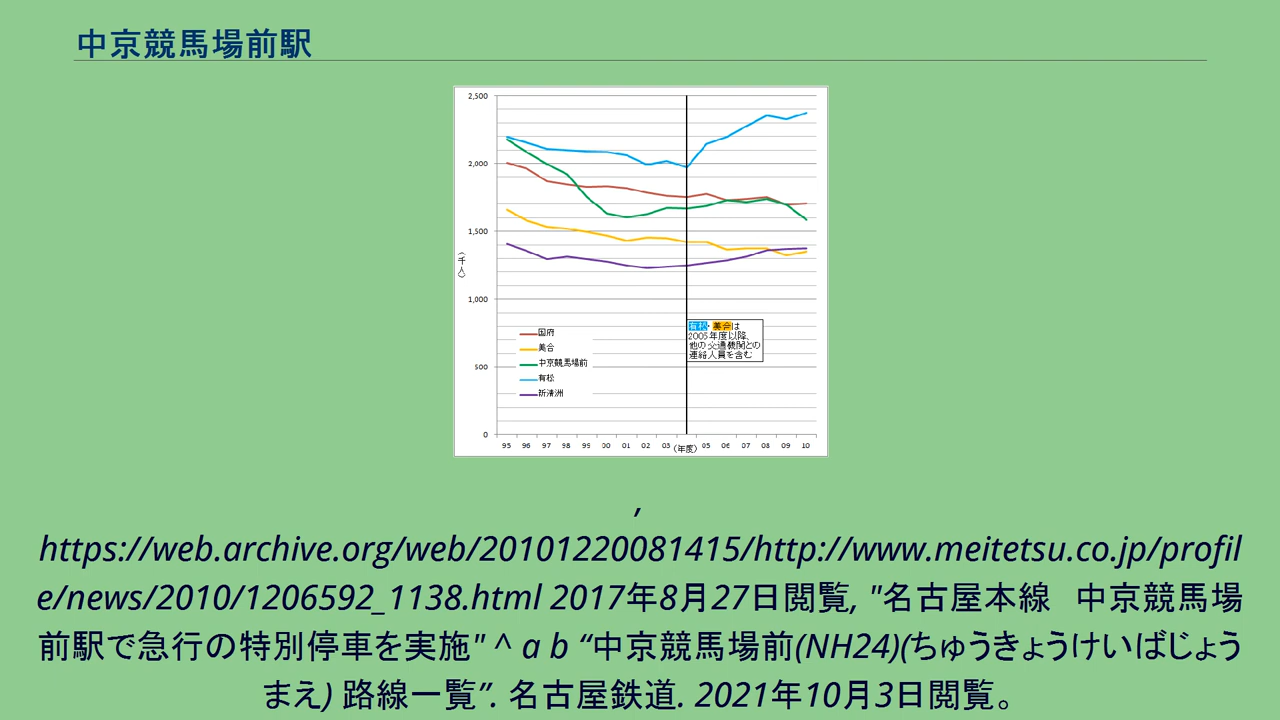 中京競馬場前駅
2,500
2,000
1,500
1,000
500
0
(千人)
国府
美合
中京競馬場前
有松
新清洲
有松・美合は
2005年度以降、
他の交通機関との
連絡人員を含む
95 96 97 98 99 00 01 02 03 (年度) 05 06 07 08 09 10
,
https://web.archive.org/web/20101220081415/http://www.meitetsu.co.jp/profil
e/news/2010/1206592_1138.html 2017年8月27日閲覧, "名古屋本線　中京競馬場
前駅で急行の特別停車を実施" ^ a b “中京競馬場前(NH24)(ちゅうきょうけいばじょう
まえ) 路線一覧”. 名古屋鉄道. 2021年10月3日閲覧。